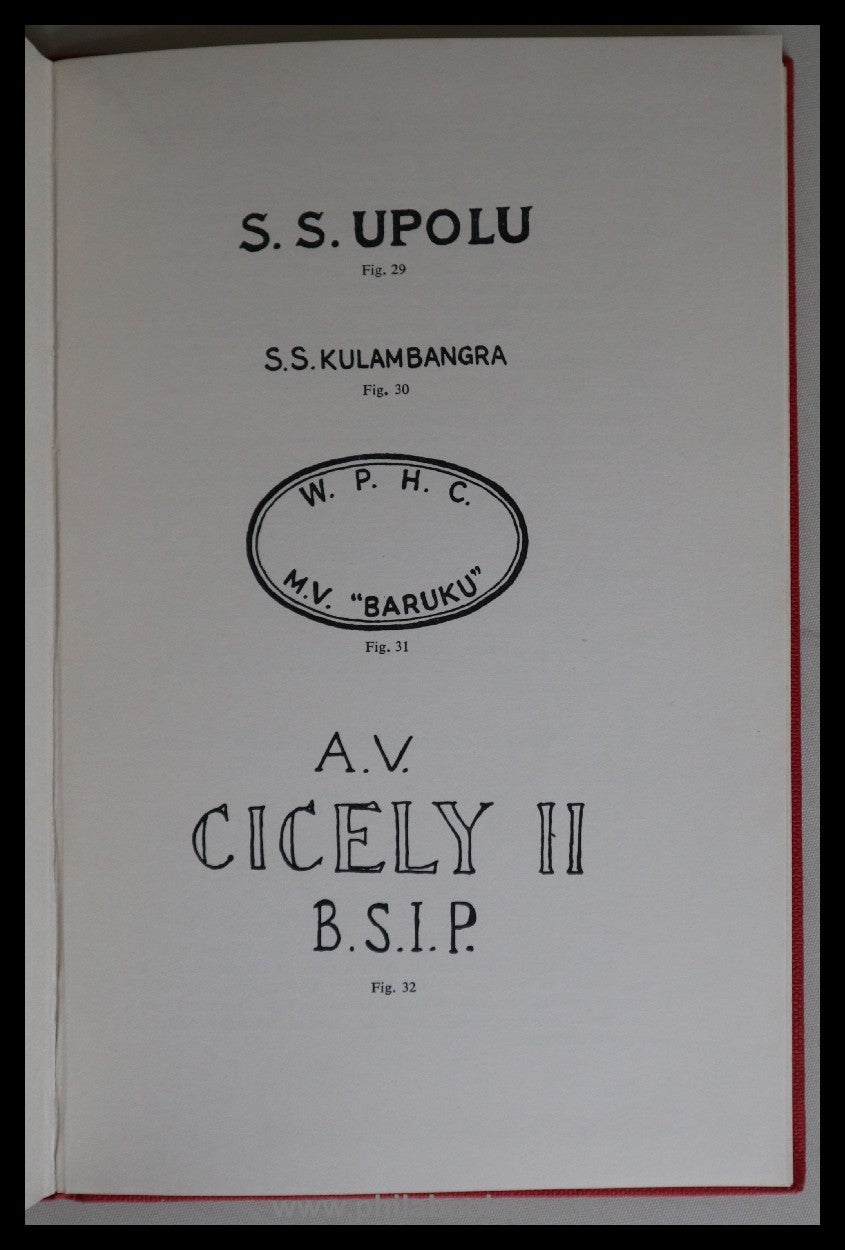 S. S. UPOLU
Fig. 29
S.S. KULAMBANGRA
Fig. 30
W. P. H. C.
M.V. “BARUKU”
Fig. 31
A.V.
CICELY II
B.S.I.P.
Fig. 32